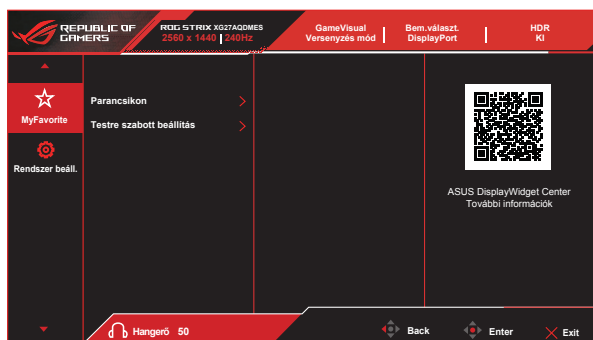 REPUBLIC OF
GAMERS
ROG STRIX XG27AQDMES
2560 x 1440 240Hz
GameVisual
Versenyzés mód
Bem.választ.
DisplayPort
HDR
KI
MyFavorite
Rendszer beáll.
Parancsikon
Testre szabott beállítás
ASUS DisplayWidget Center
További információk
Hangerő 50
Back
Enter
Exit